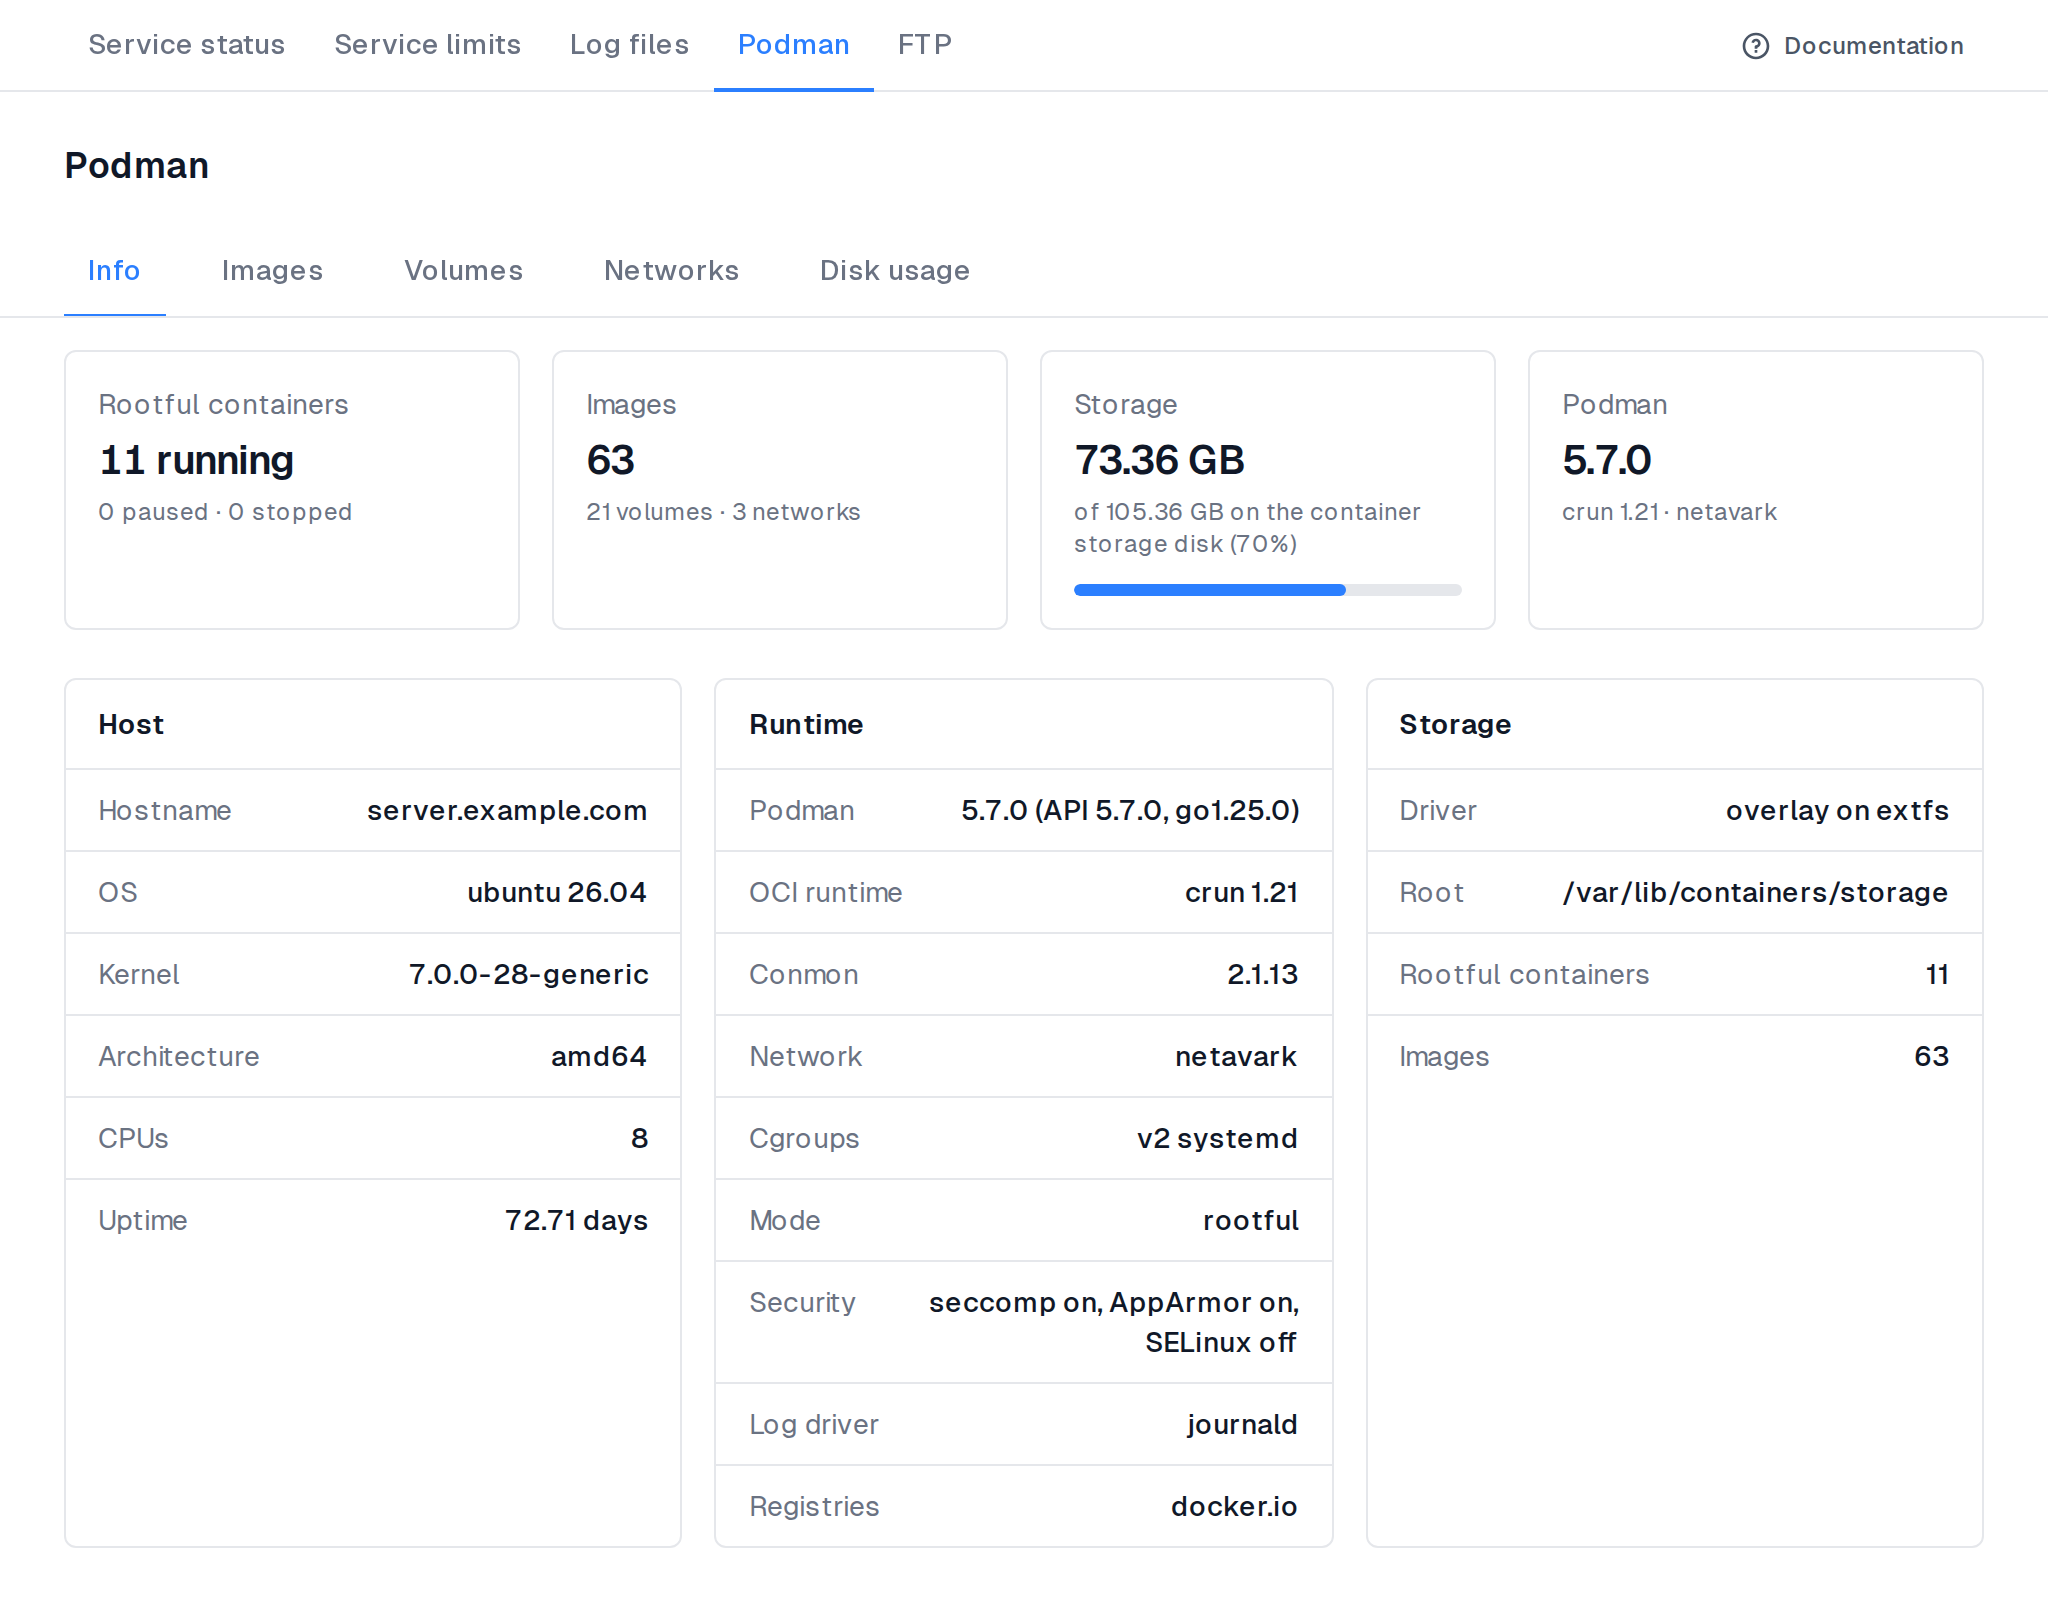 Service status
Service limits
Log files
Podman
FTP
Documentation
Podman
Info
Images
Volumes
Networks
Disk usage
Rootful containers
11 running
0 paused · 0 stopped
Images
63
21 volumes · 3 networks
Storage
73.36 GB
of 105.36 GB on the container
storage disk (70%)
Podman
5.7.0
crun 1.21 · netavark
Host
Hostname server.example.com
OS ubuntu 26.04
Kernel 7.0.0-28-generic
Architecture amd64
CPUs 8
Uptime 72.71 days
Runtime
Podman 5.7.0 (API 5.7.0, go1.25.0)
OCI runtime crun 1.21
Conmon 2.1.13
Network netavark
Cgroups v2 systemd
Mode rootful
Security seccomp on, AppArmor on,
SELinux off
Log driver journald
Registries docker.io
Storage
Driver overlay on extfs
Root /var/lib/containers/storage
Rootful containers 11
Images 63